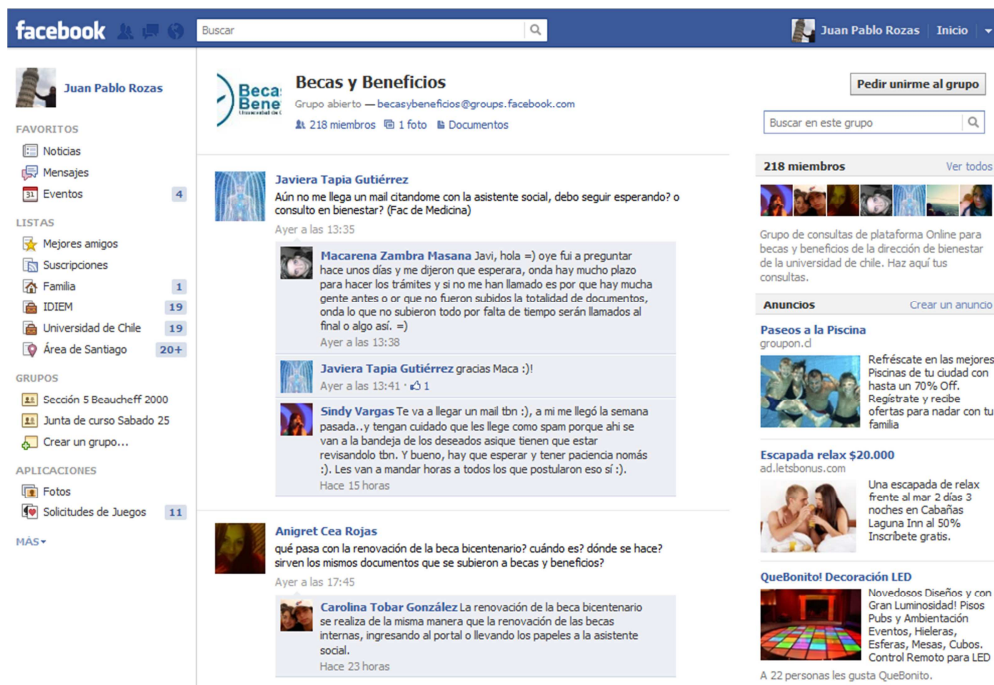 facebook
Buscar
Juan Pablo Rozas
Inicio
Juan Pablo Rozas
FAVORITOS
Noticias
Mensajes
31 Eventos 4
LISTAS
Mejores amigos
Suscripciones
Familia 1
IDIEM 19
Universidad de Chile 19
Área de Santiago 20+
GRUPOS
Sección 5 Beaucheff 2000
Junta de curso Sabado 25
Crear un grupo...
APLICACIONES
Fotos
Solicitudes de Juegos 11
MÁS
Becas
Bene
Becas y Beneficios
Grupo abierto — becasybeneficios@groups.facebook.com
218 miembros 1 foto Documentos
Javiera Tapia Gutiérrez
Aún no me llega un mail citandome con la asistente social, debo seguir esperando? o
consulto en bienestar? (Fac de Medicina)
Ayer a las 13:35
Macarena Zambra Masana Javi, hola =) oye fui a preguntar
hace unos días y me dijeron que esperara, onda hay mucho plazo
para hacer los trámites y si no me han llamado es por que hay mucha
gente antes o or que no fueron subidos la totalidad de documentos,
onda lo que no subieron todo por falta de tiempo serán llamados al
final o algo así. =)
Ayer a las 13:38
Javiera Tapia Gutiérrez gracias Maca :)!
Ayer a las 13:41 · 1
Sindy Vargas Te va a llegar un mail tbn :), a mi me llegó la semana
pasada..y tengan cuidado que les llege como spam porque ahi se
van a la bandeja de los deseados asique tienen que estar
revisandolo tbn. Y bueno, hay que esperar y tener paciencia nomás
:). Les van a mandar horas a todos los que postularon eso sí :).
Hace 15 horas
Anigret Cea Rojas
qué pasa con la renovación de la beca bicentenario? cuándo es? dónde se hace?
sirven los mismos documentos que se subieron a becas y beneficios?
Ayer a las 17:45
Carolina Tobar González La renovación de la beca bicentenario
se realiza de la misma manera que la renovación de las becas
internas, ingresando al portal o llevando los papeles a la asistente
social.
Hace 23 horas
Pedir unirme al grupo
Buscar en este grupo
218 miembros Ver todos
Grupo de consultas de plataforma Online para
becas y beneficios de la dirección de bienestar
de la universidad de chile. Haz aquí tus
consultas.
Anuncios Crear un anuncio
Paseos a la Piscina
groupon.cl
Refréscate en las mejores
Piscinas de tu ciudad con
hasta un 70% Off.
Regístrate y recibe
ofertas para nadar con tu
familia
Escapada relax $20.000
ad.letsbonus.com
Una escapada de relax
frente al mar 2 días 3
noches en Cabañas
Laguna Inn al 50%
Inscríbete gratis.
QueBonito! Decoración LED
Novedosos Diseños y con
Gran Luminosidad! Pisos
Pubs y Ambientación
Eventos, Hieleras,
Esferas, Mesas, Cubos.
Control Remoto para LED
A 22 personas les gusta QueBonito.